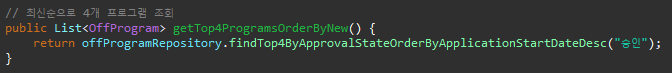 // 최신순으로 4개 프로그램 조회
public List<OffProgram> getTop4ProgramsOrderByNew() {
    return offProgramRepository.findTop4ByApprovalStateOrderByApplicationStartDateDesc("승인");
}